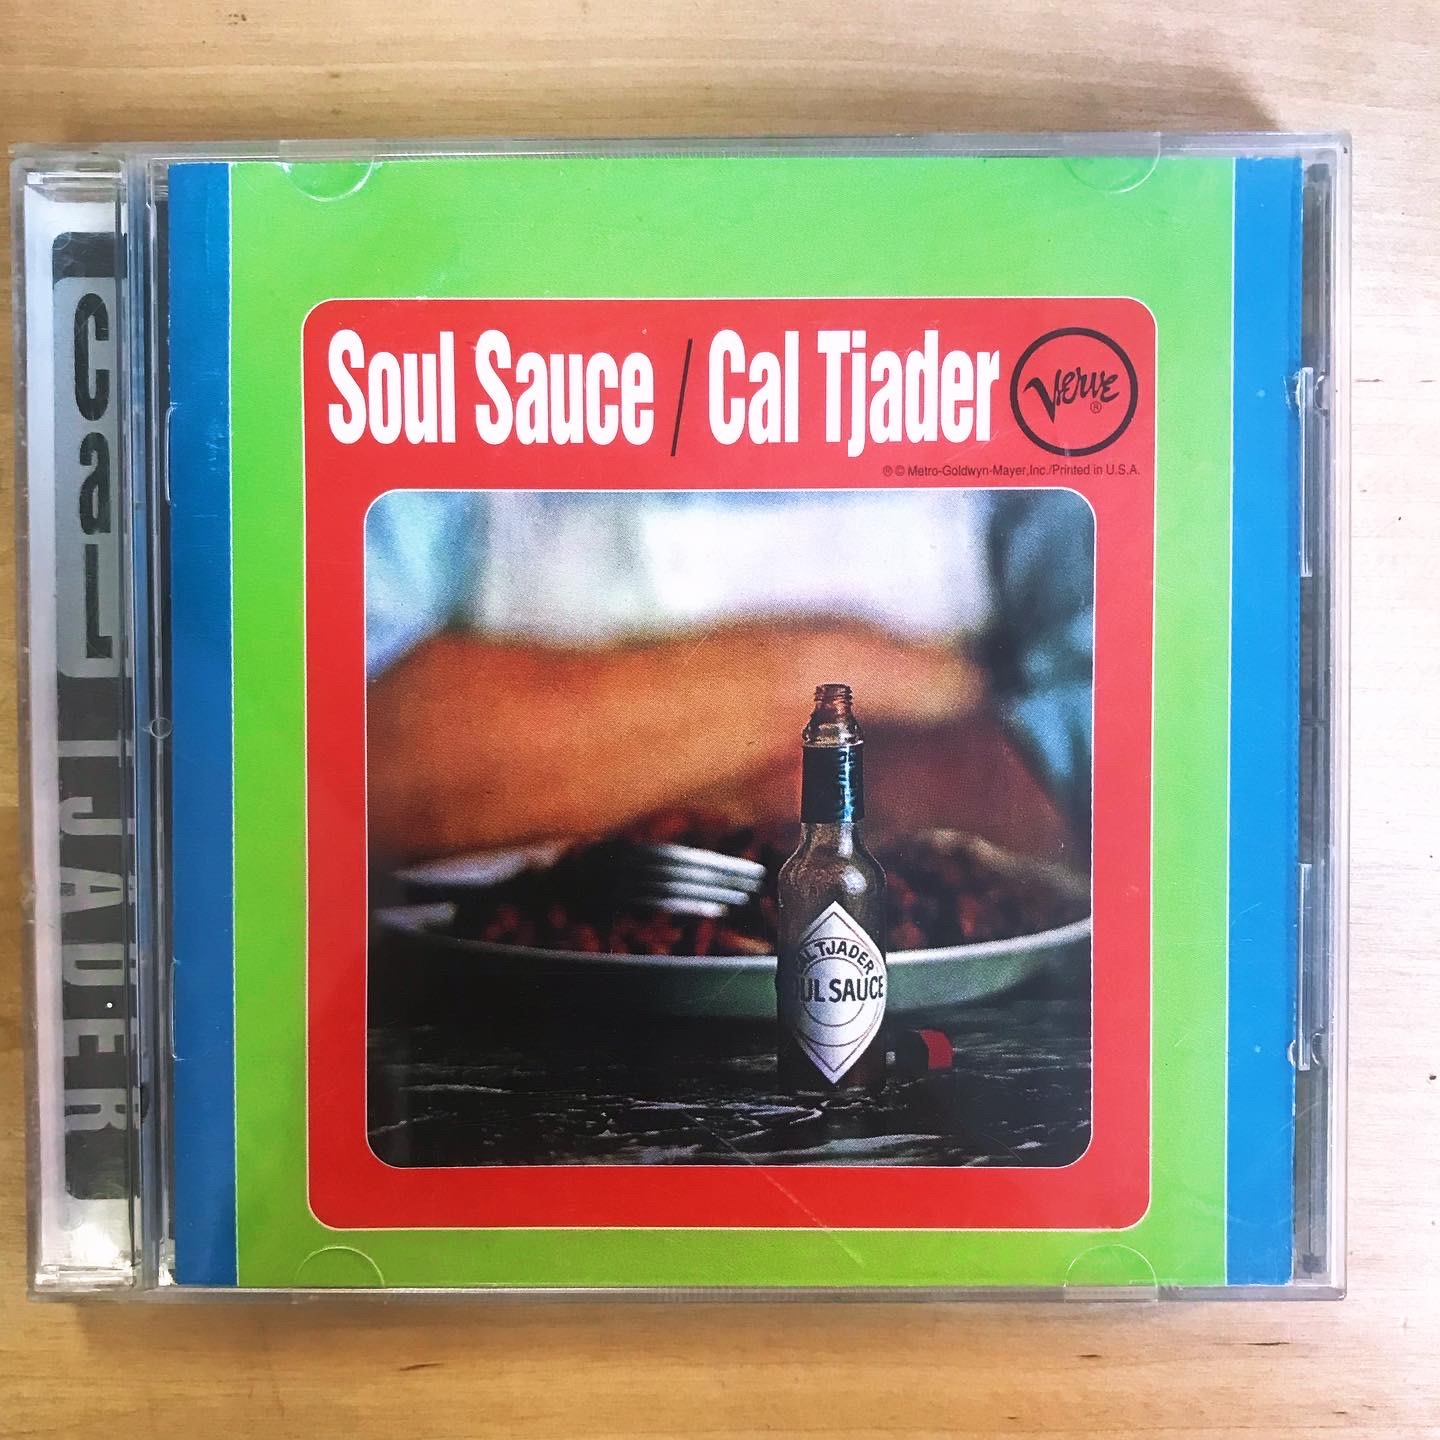 Soul Sauce / Cal Tjader
VERVE ®
℗ © Metro-Goldwyn-Mayer, Inc./Printed in U.S.A.
CAL TJADER
SOUL SAUCE
Cal TJADER